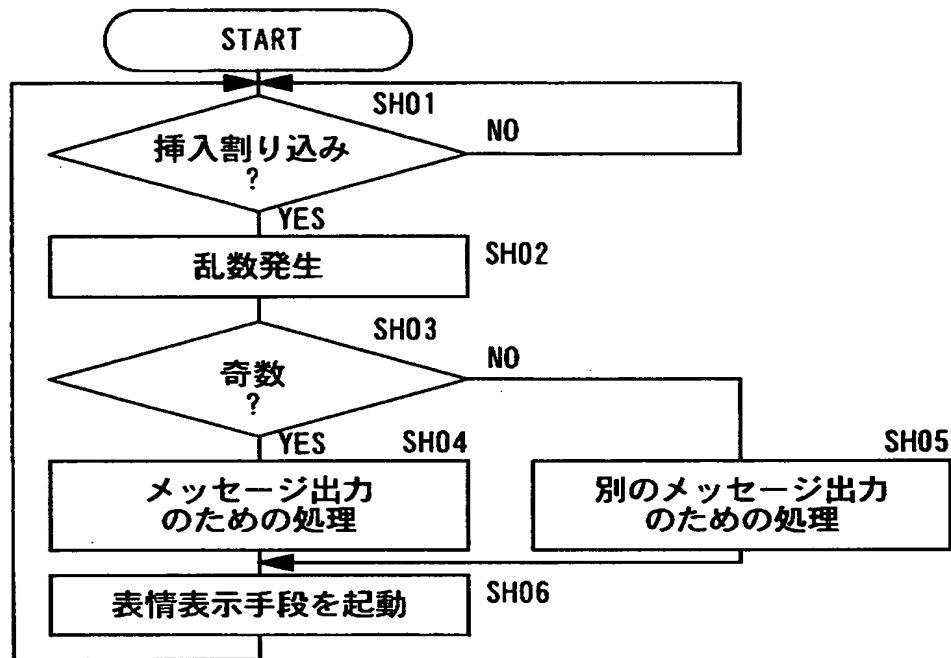 START
SH01
挿入割り込み
?
NO
YES
乱数発生
SH02
SH03
奇数
?
NO
YES
SH04
メッセージ出力
のための処理
SH05
別のメッセージ出力
のための処理
表情表示手段を起動
SH06